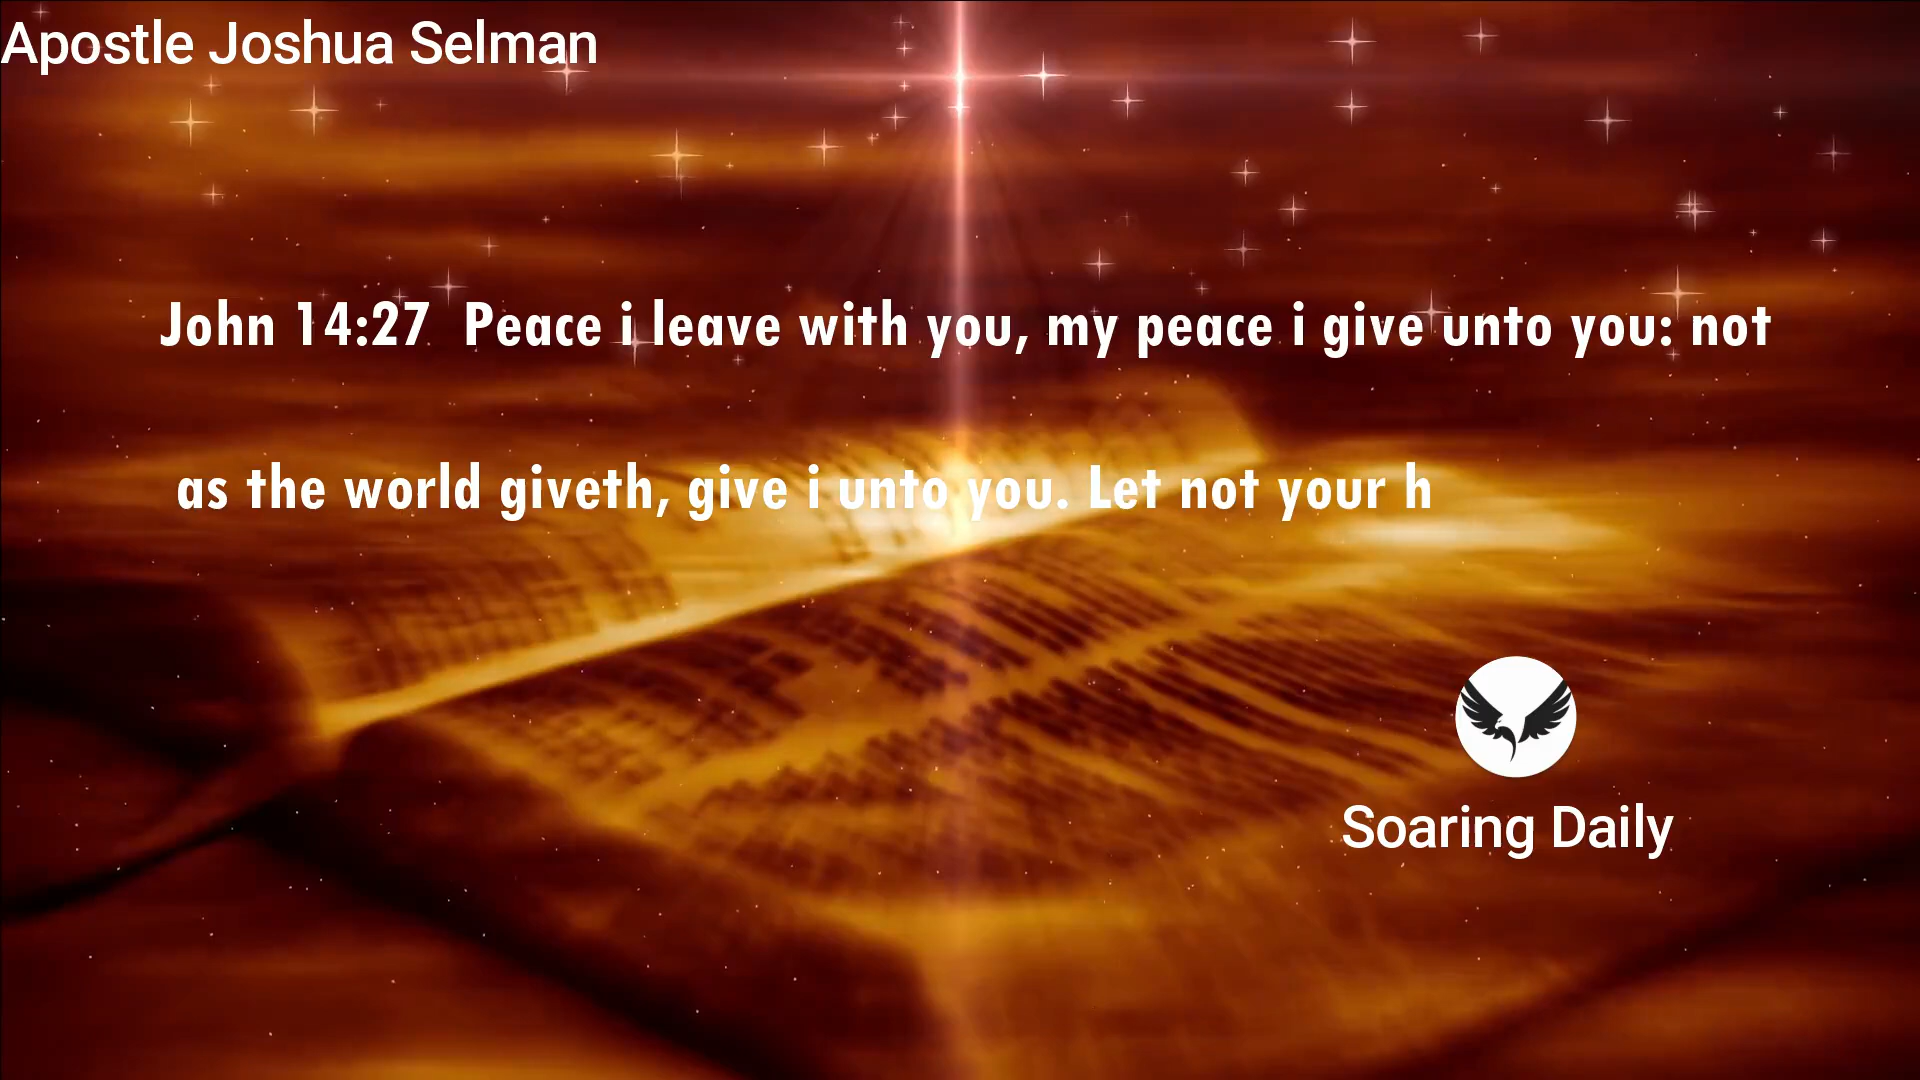 Apostle Joshua Selman
John 14:27 Peace i leave with you, my peace i give unto you: not
as the world giveth, give i unto you. Let not your h
Soaring Daily